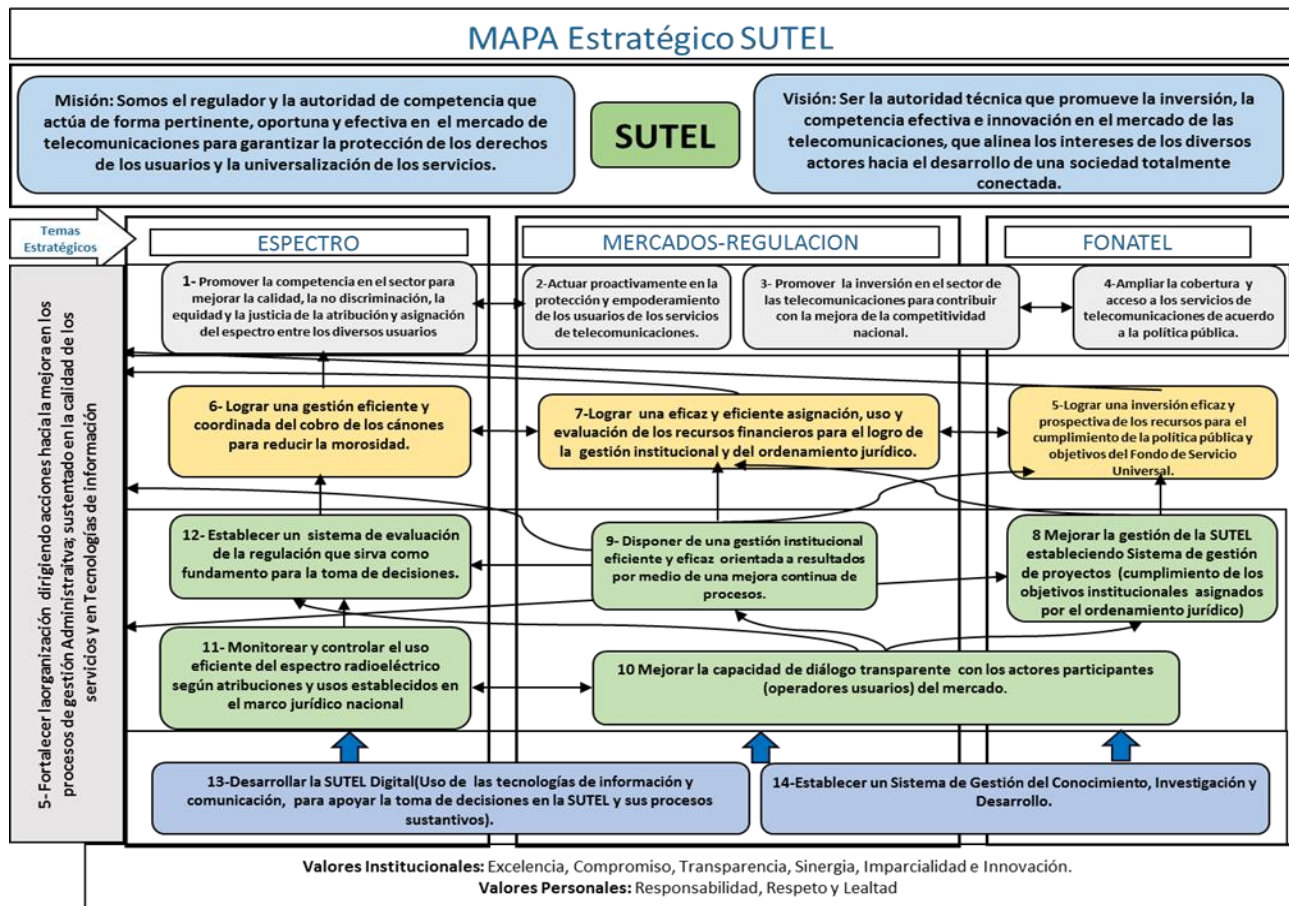 MAPA Estratégico SUTEL
Misión: Somos el regulador y la autoridad de competencia que
actúa de forma pertinente, oportuna y efectiva en el mercado de
telecomunicaciones para garantizar la protección de los derechos
de los usuarios y la universalización de los servicios.
SUTEL
Visión: Ser la autoridad técnica que promueve la inversión, la
competencia efectiva e innovación en el mercado de las
telecomunicaciones, que alinea los intereses de los diversos
actores hacia el desarrollo de una sociedad totalmente
conectada.
Temas
Estratégicos
ESPECTRO
MERCADOS-REGULACION
FONATEL
5-Fortalecer laorganización dirigiendo acciones hacia la mejora en los
procesos de gestión Administraitva; sustentado en la calidad de los
servicios y en Tecnologías de información
1- Promover la competencia en el sector para
mejorar la calidad, la no discriminación, la
equidad y la justicia de la atribución y asignación
del espectro entre los diversos usuarios
2-Actuar proactivamente en la
protección y empoderamiento
de los usuarios de los servicios
de telecomunicaciones.
3- Promover la inversión en el sector de
las telecomunicaciones para contribuir
con la mejora de la competitividad
nacional.
4-Ampliar la cobertura y
acceso a los servicios de
telecomunicaciones de acuerdo
a la política pública.
6- Lograr una gestión eficiente y
coordinada del cobro de los cánones
para reducir la morosidad.
7-Lograr una eficaz y eficiente asignación, uso y
evaluación de los recursos financieros para el logro de
la gestión institucional y del ordenamiento jurídico.
5-Lograr una inversión eficaz y
prospectiva de los recursos para el
cumplimiento de la política pública y
objetivos del Fondo de Servicio
Universal.
12- Establecer un sistema de evaluación
de la regulación que sirva como
fundamento para la toma de decisiones.
9- Disponer de una gestión institucional
eficiente y eficaz orientada a resultados
por medio de una mejora continua de
procesos.
8 Mejorar la gestión de la SUTEL
estableciendo Sistema de gestión
de proyectos (cumplimiento de los
objetivos institucionales asignados
por el ordenamiento jurídico)
11- Monitorear y controlar el uso
eficiente del espectro radioeléctrico
según atribuciones y usos establecidos en
el marco jurídico nacional
10 Mejorar la capacidad de diálogo transparente con los actores participantes
(operadores usuarios) del mercado.
13-Desarrollar la SUTEL Digital(Uso de las tecnologías de información y
comunicación, para apoyar la toma de decisiones en la SUTEL y sus procesos
sustantivos).
14-Establecer un Sistema de Gestión del Conocimiento, Investigación y
Desarrollo.
Valores Institucionales: Excelencia, Compromiso, Transparencia, Sinergia, Imparcialidad e Innovación.
Valores Personales: Responsabilidad, Respeto y Lealtad